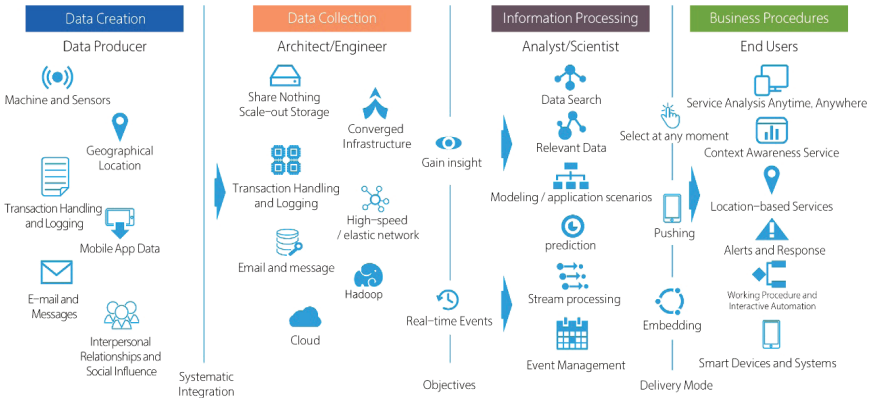 Data Creation
Data Producer
Machine and Sensors
Geographical
Location
Transaction Handling
and Logging
Mobile App Data
E-mail and
Messages
Interpersonal
Relationships and
Social Influence
Systematic
Integration
Data Collection
Architect/Engineer
Share Nothing
Scale-out Storage
Converged
Infrastructure
Transaction Handling
and Logging
High-speed
/ elastic network
Email and message
Hadoop
Cloud
Gain insight
Real-time Events
Objectives
Information Processing
Analyst/Scientist
Data Search
Relevant Data
Modeling / application scenarios
prediction
Stream processing
Event Management
Select at any moment
Pushing
Embedding
Delivery Mode
Business Procedures
End Users
Service Analysis Anytime, Anywhere
Context Awareness Service
Location-based Services
Alerts and Response
Working Procedure and
Interactive Automation
Smart Devices and Systems